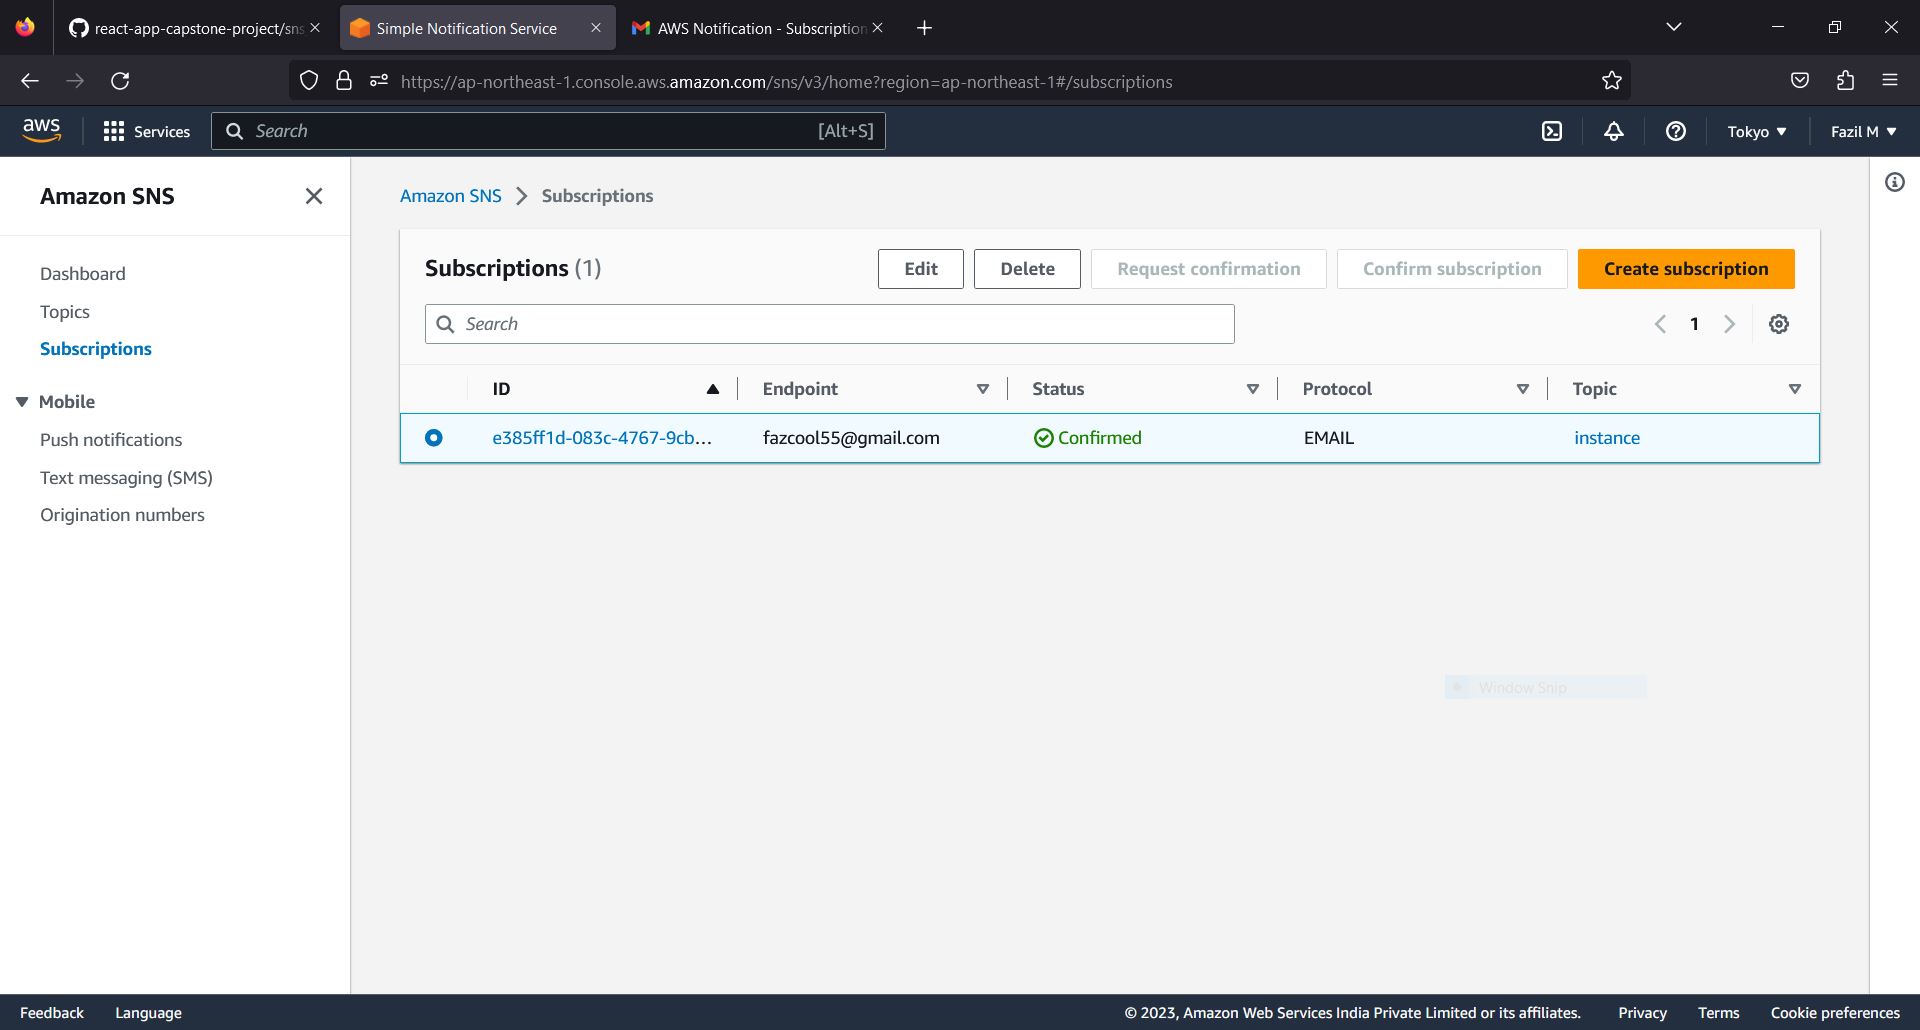 react-app-capstone-project/sns
Simple Notification Service
AWS Notification - Subscription
https://ap-northeast-1.console.aws.amazon.com/sns/v3/home?region=ap-northeast-1#/subscriptions
aws
Services
Search
[Alt+S]
Tokyo
Fazil M
Amazon SNS
Dashboard
Topics
Subscriptions
Mobile
Push notifications
Text messaging (SMS)
Origination numbers
Amazon SNS
Subscriptions
Subscriptions (1)
Edit
Delete
Request confirmation
Confirm subscription
Create subscription
Search
1
ID
Endpoint
Status
Protocol
Topic
e385ff1d-083c-4767-9cb...
fazcool55@gmail.com
Confirmed
EMAIL
instance
Window Snip
Feedback
Language
© 2023, Amazon Web Services India Private Limited or its affiliates.
Privacy
Terms
Cookie preferences